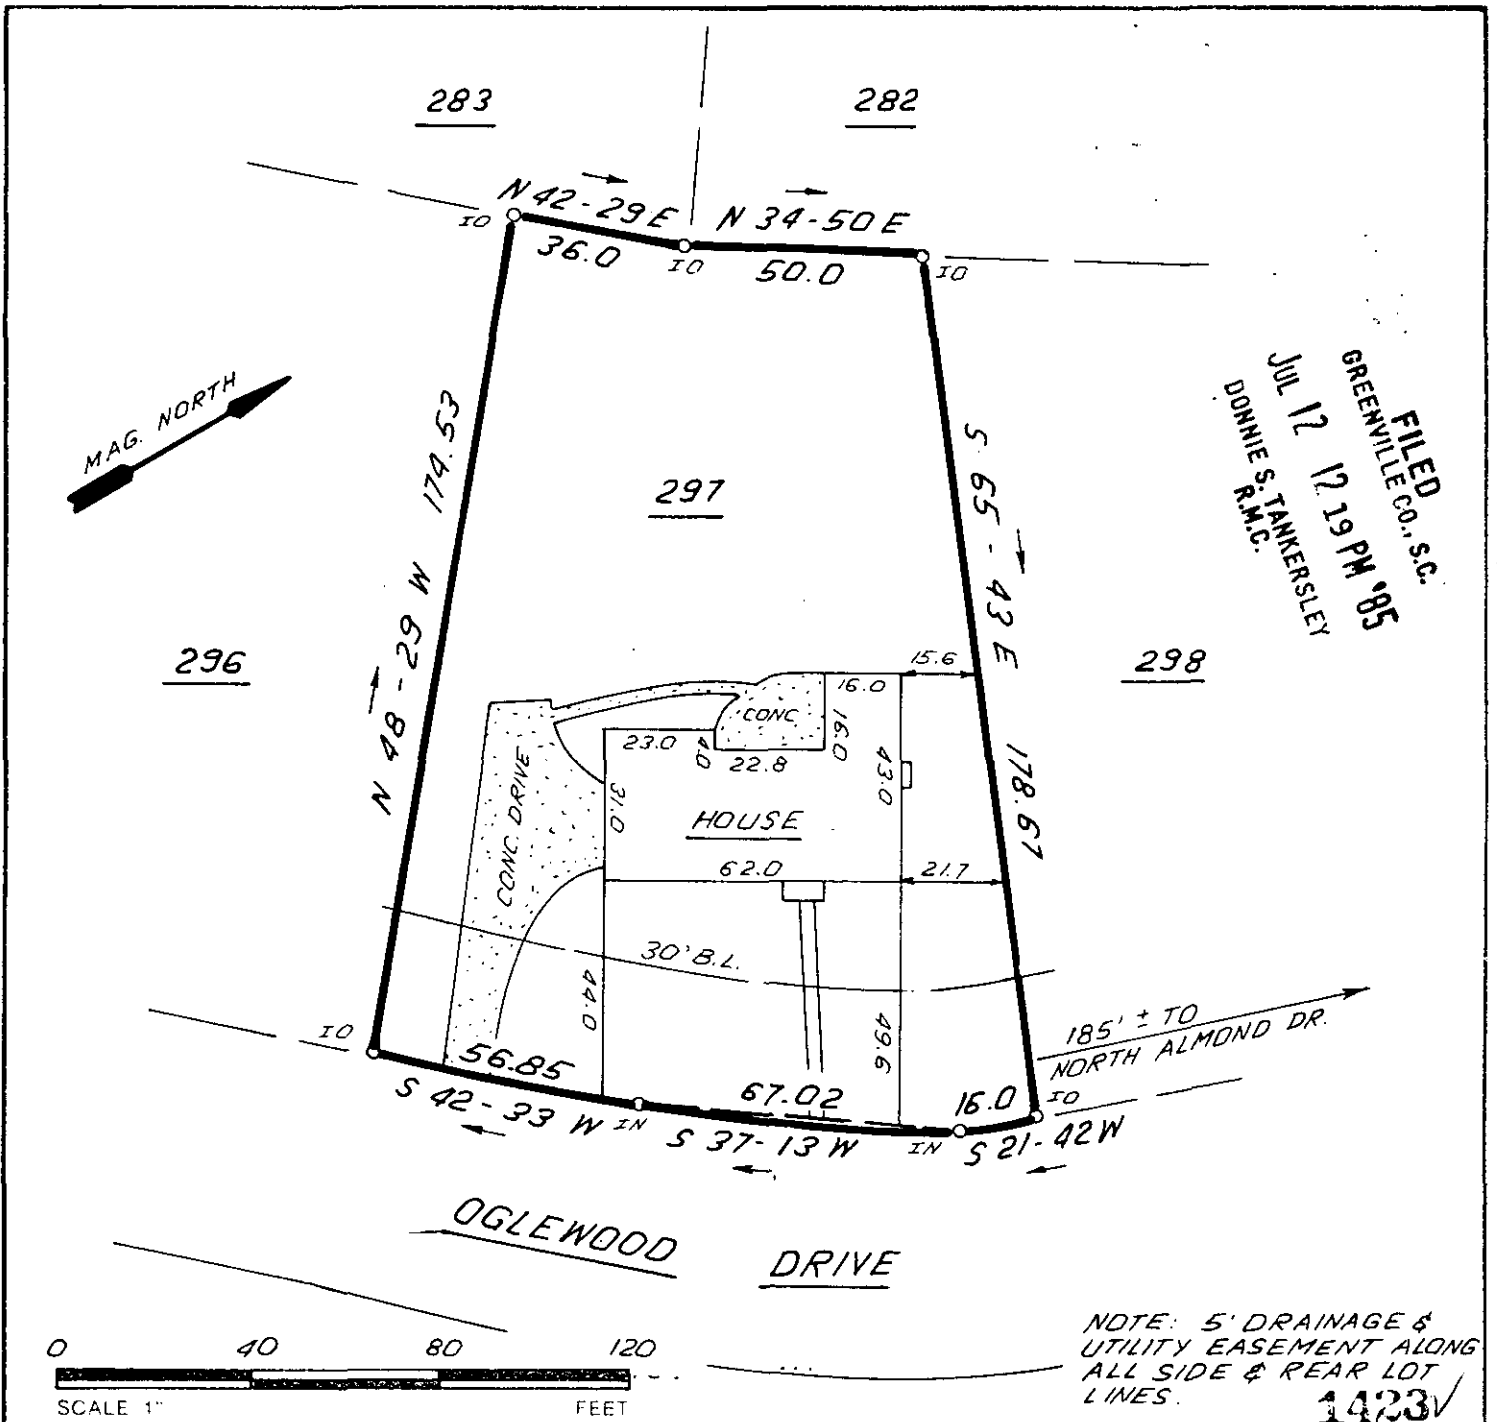 283
282
N 42-29 E
N 34-50 E
IO
36.0
IO
50.0
IO
MAG. NORTH
FILED
GREENVILLE CO., S.C.
JUL 12 12 19 PM '85
DONNIE S. TANKERSLEY
R.M.C.
N 48-29 W 174.53
297
S 65-43 E 178.67
296
298
15.6
16.0
CONC
16.0
23.0
4.0
22.8
43.0
CONC. DRIVE
31.0
HOUSE
62.0
21.7
30' B.L.
44.0
49.6
185' ± TO
NORTH ALMOND DR.
IO
56.85
67.02
16.0
IO
S 42-33 W
IN
S 37-13 W
IN
S 21-42 W
OGLEWOOD DRIVE
0 40 80 120
SCALE 1" FEET
NOTE: 5' DRAINAGE &
UTILITY EASEMENT ALONG
ALL SIDE & REAR LOT
LINES.
1423